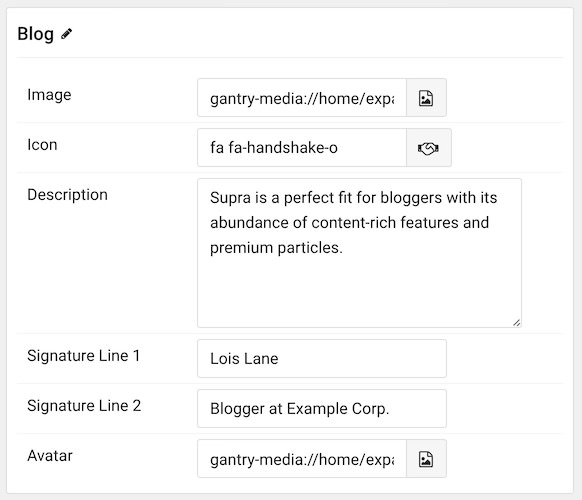 Blog
Image
gantry-media://home/exp
Icon
fa fa-handshake-o
Description
Supra is a perfect fit for bloggers with its
abundance of content-rich features and
premium particles.
Signature Line 1
Lois Lane
Signature Line 2
Blogger at Example Corp.
Avatar
gantry-media://home/exp